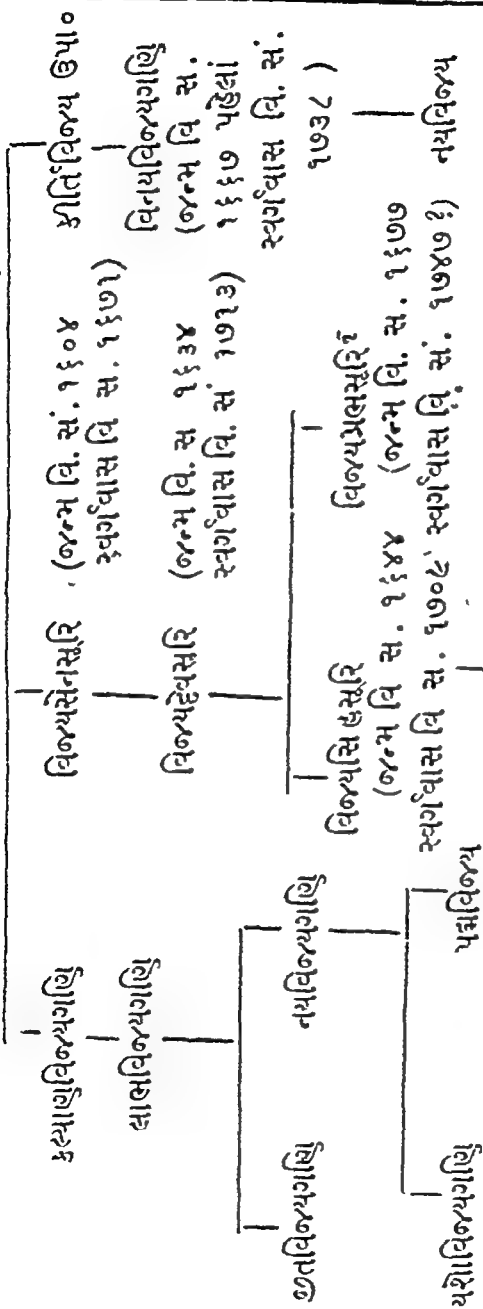 કીર્તિવિજય ઉપા૦
વિનયવિજયગણિ
(જન્મ વિ. સ.
૧૬૬૭ પહેલાં
સ્વર્ગવાસ વિ. સં.
૧૭૩૮ )
નયવિજય
વિજયસેનસૂરિ
(જન્મ વિ. સં. ૧૬૦૪,
સ્વર્ગવાસ વિ. સ. ૧૬૭૧)
વિજયદેવસૂરિ
(જન્મ વિ. સ ૧૬૩૪
સ્વર્ગવાસ વિ. સં ૧૭૧૩)
વિજયસિંહસૂરિ
(જન્મ વિ સ. ૧૬૪૪
સ્વર્ગવાસ વિ સ. ૧૭૦૯,
વિજયપ્રભસૂરિ
(જન્મ વિ. સ. ૧૬૭૭
સ્વર્ગવાસ વિ. સં. ૧૭૪૭)
કલ્યાણવિજયગણિ
લાભવિજયગણિ
નયવિજયગણિ
જીતવિજયગણિ
પદ્મવિજય
યશોવિજયગણિ